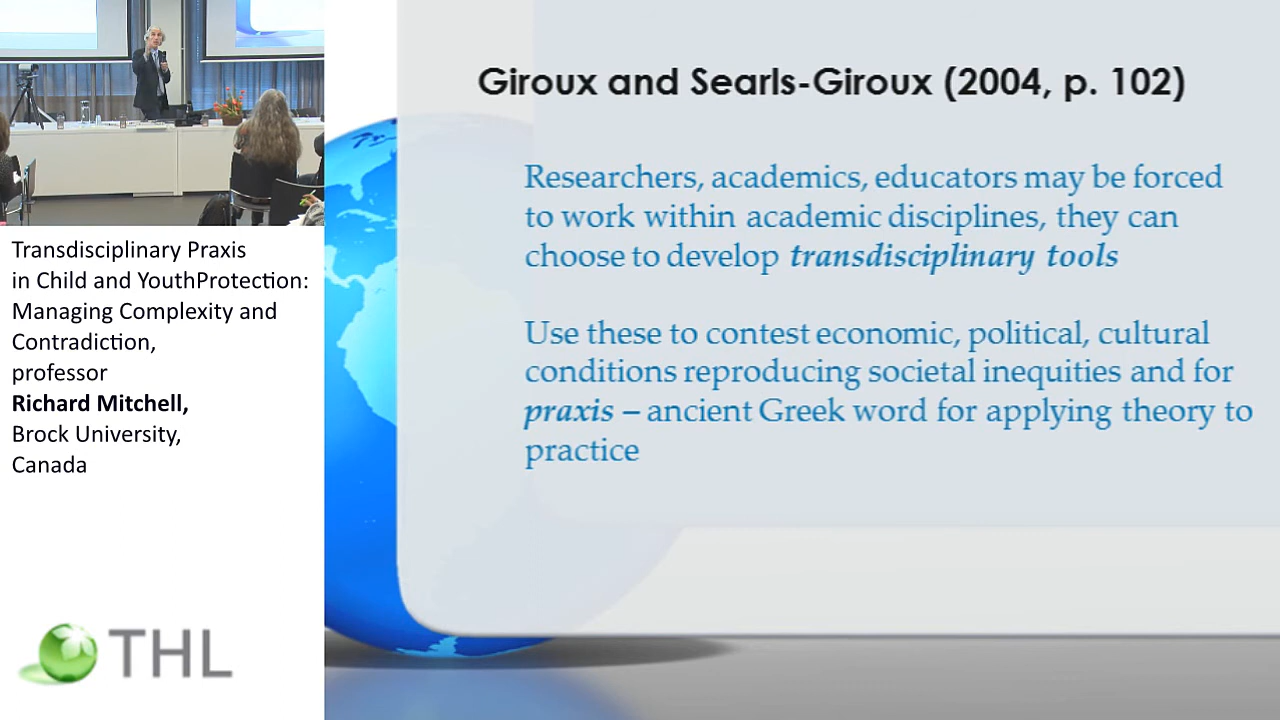 Transdisciplinary Praxis
in Child and YouthProtection:
Managing Complexity and
Contradiction,
professor
Richard Mitchell,
Brock University,
Canada
THL
Giroux and Searls-Giroux (2004, p. 102)
Researchers, academics, educators may be forced
to work within academic disciplines, they can
choose to develop transdisciplinary tools
Use these to contest economic, political, cultural
conditions reproducing societal inequities and for
praxis – ancient Greek word for applying theory to
practice